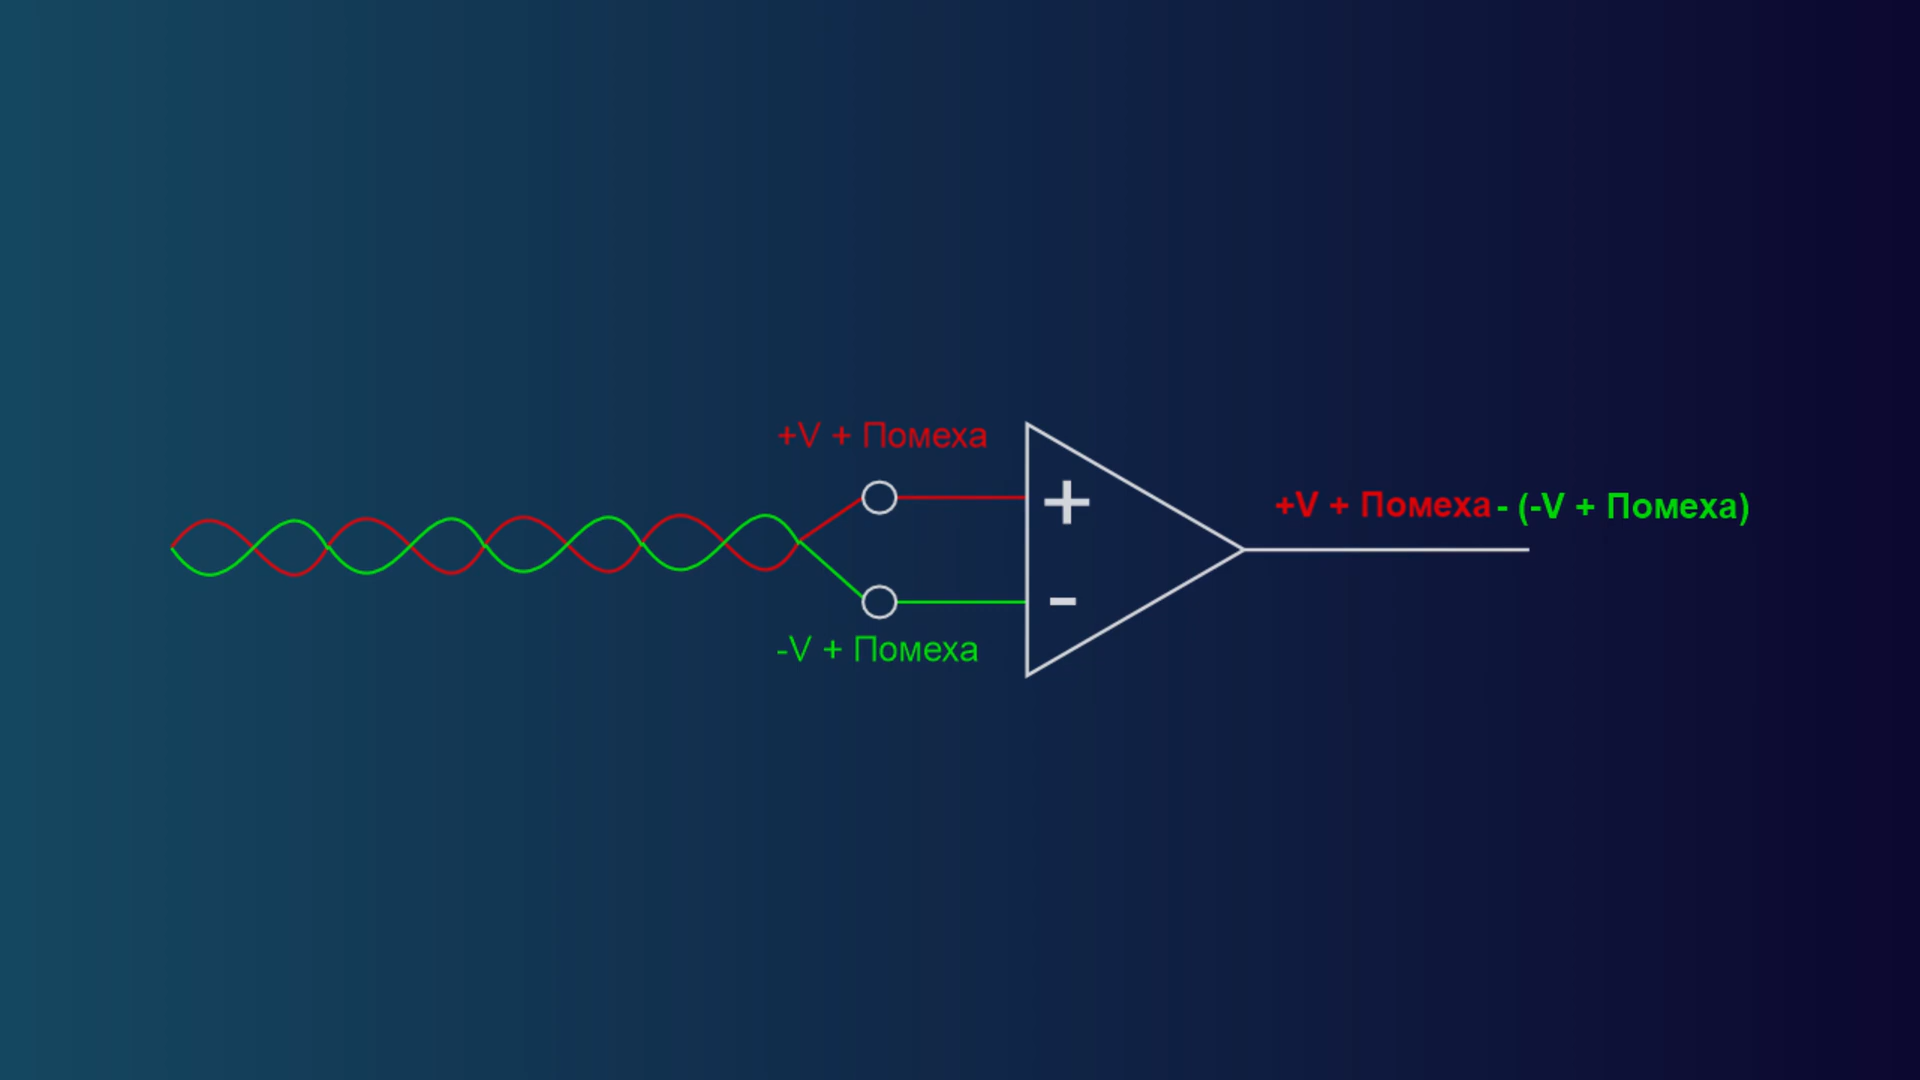 +V + Помеха
+
+V + Помеха - (-V + Помеха)
-
-V + Помеха